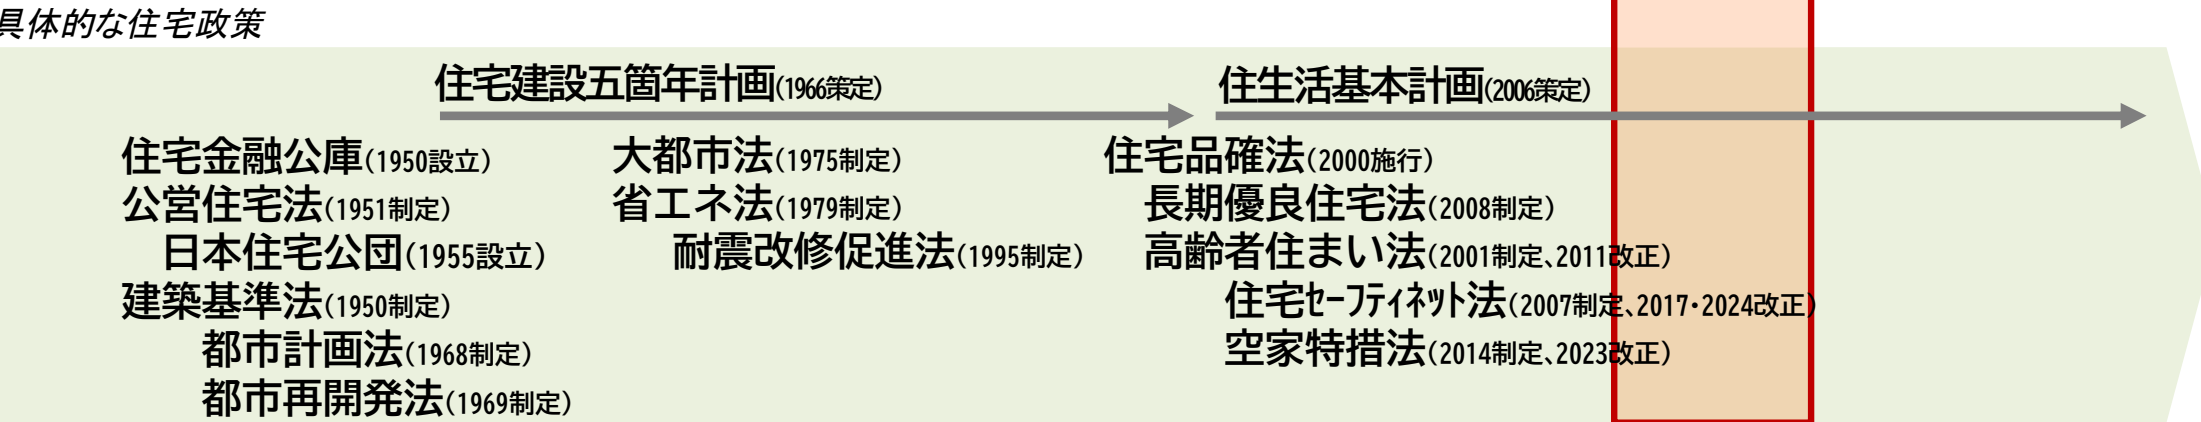 具体的な住宅政策
住宅建設五箇年計画(1966策定)
住生活基本計画(2006策定)
住宅金融公庫(1950設立)
公営住宅法(1951制定)
日本住宅公団(1955設立)
建築基準法(1950制定)
都市計画法(1968制定)
都市再開発法(1969制定)
大都市法(1975制定)
省エネ法(1979制定)
耐震改修促進法(1995制定)
住宅品確法(2000施行)
長期優良住宅法(2008制定)
高齢者住まい法(2001制定、2011改正)
住宅ｾｰﾌﾃｨﾈｯﾄ法(2007制定、2017・2024改正)
空家特措法(2014制定、2023改正)